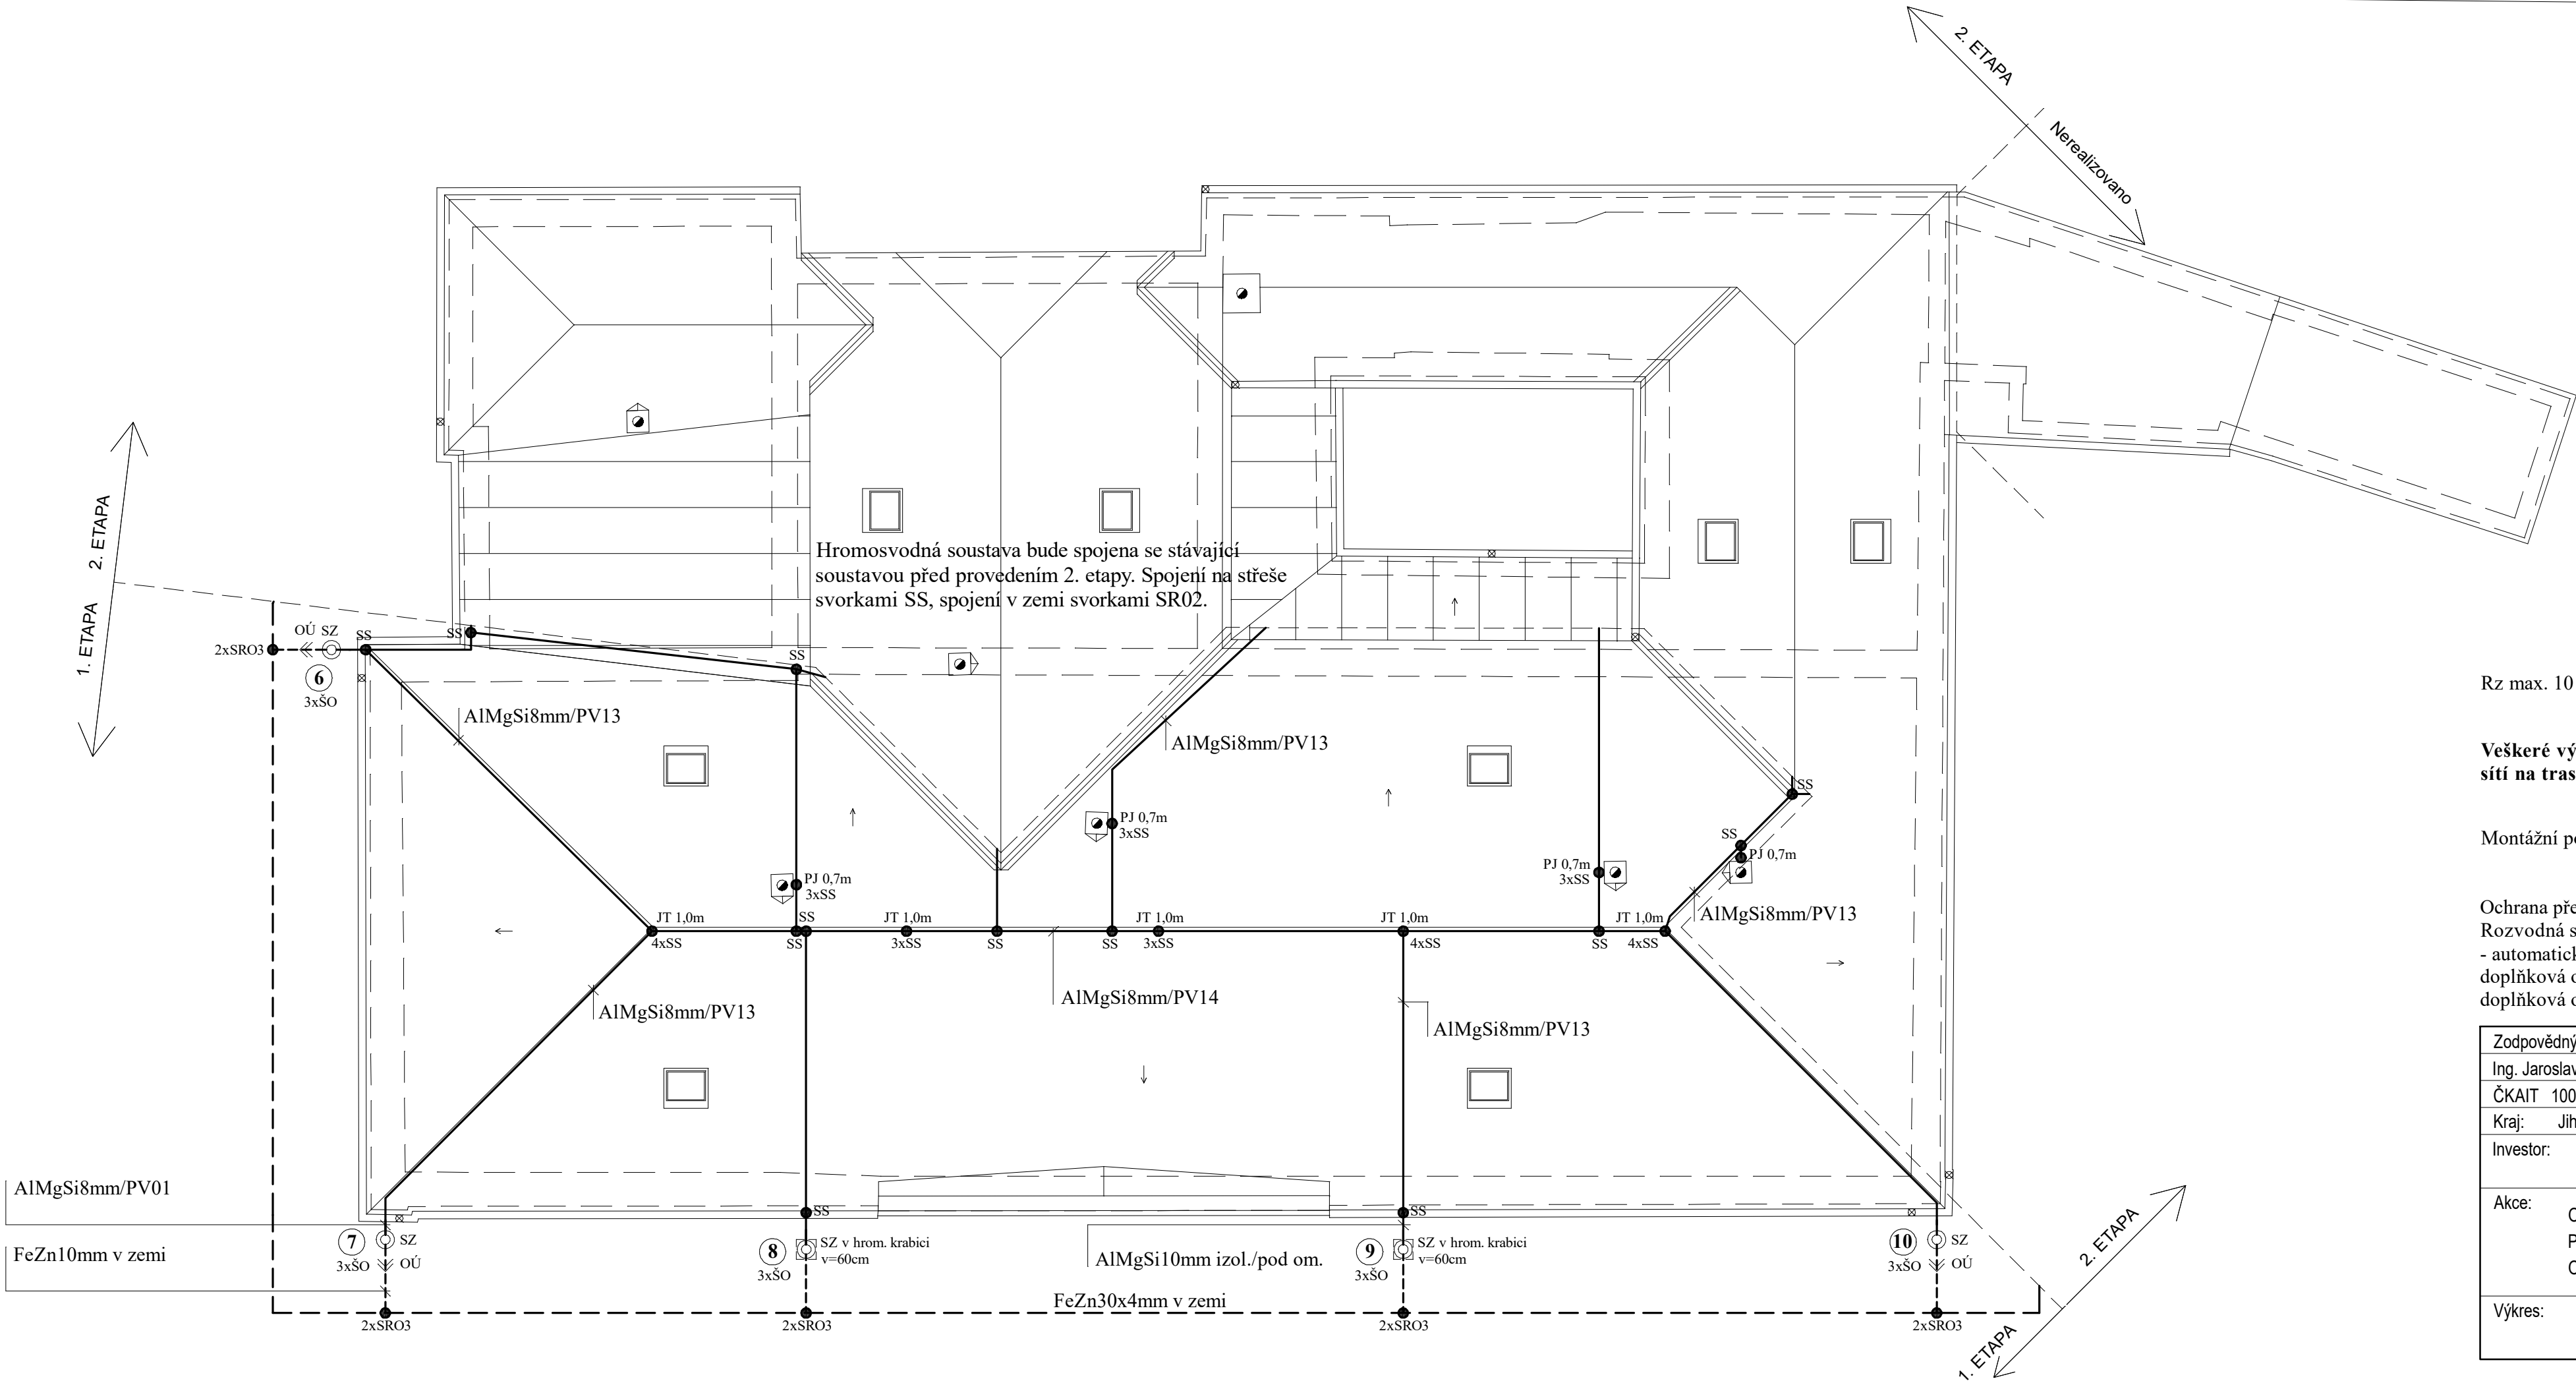 2. ETAPA
Nerealizovano
2. ETAPA
1. ETAPA
Hromosvodná soustava bude spojena se stávající
soustavou před provedením 2. etapy. Spojení na střeše
svorkami SS, spojení v zemi svorkami SR02.
OÚ SZ
SS
SS
2xSRO3
6
3xŠO
SS
AlMgSi8mm/PV13
AlMgSi8mm/PV13
SS
PJ 0,7m
3xSS
SS
PJ 0,7m
PJ 0,7m
3xSS
PJ 0,7m
3xSS
AlMgSi8mm/PV13
JT 1,0m
4xSS
SS
SS
JT 1,0m
3xSS
SS
SS
JT 1,0m
3xSS
JT 1,0m
4xSS
SS
JT 1,0m
4xSS
AlMgSi8mm/PV13
AlMgSi8mm/PV14
AlMgSi8mm/PV13
AlMgSi8mm/PV01
FeZn10mm v zemi
7
3xŠO
SZ
OÚ
2xSRO3
SS
8
3xŠO
SZ v hrom. krabici
v=60cm
2xSRO3
AlMgSi10mm izol./pod om.
FeZn30x4mm v zemi
SS
9
3xŠO
SZ v hrom. krabici
v=60cm
2xSRO3
10
3xŠO
SZ
OÚ
2xSRO3
2. ETAPA
1. ETAPA
Rz max. 10
Veškeré vý
sítí na tras
Montážní p
Ochrana pře
Rozvodná s
- automatic
doplňková
doplňková
Zodpovědný
Ing. Jaroslav
ČKAIT 100
Kraj: Jih
Investor:
Akce:
Výkres: